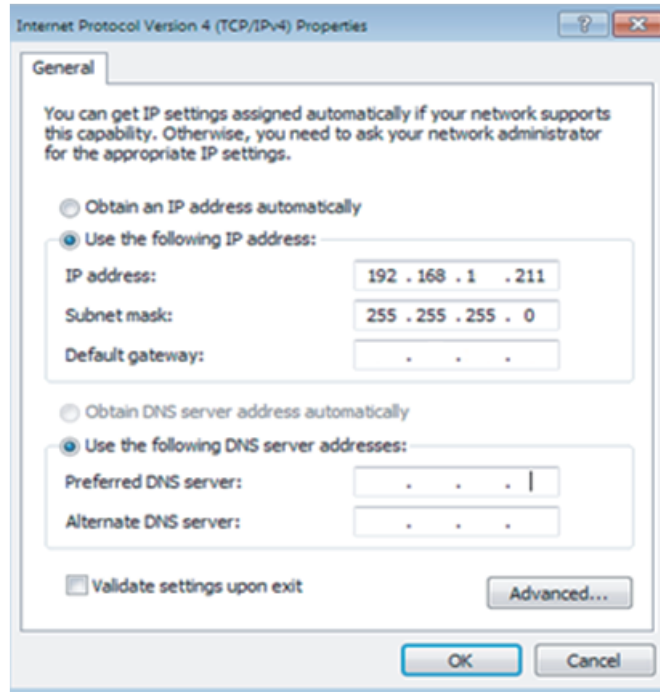 Internet Protocol Version 4 (TCP/IPv4) Properties
General
You can get IP settings assigned automatically if your network supports
this capability. Otherwise, you need to ask your network administrator
for the appropriate IP settings.
Obtain an IP address automatically
Use the following IP address:
IP address: 192 . 168 . 1 . 211
Subnet mask: 255 . 255 . 255 . 0
Default gateway: . . .
Obtain DNS server address automatically
Use the following DNS server addresses:
Preferred DNS server: . . .
Alternate DNS server: . . .
Validate settings upon exit
Advanced...
OK Cancel